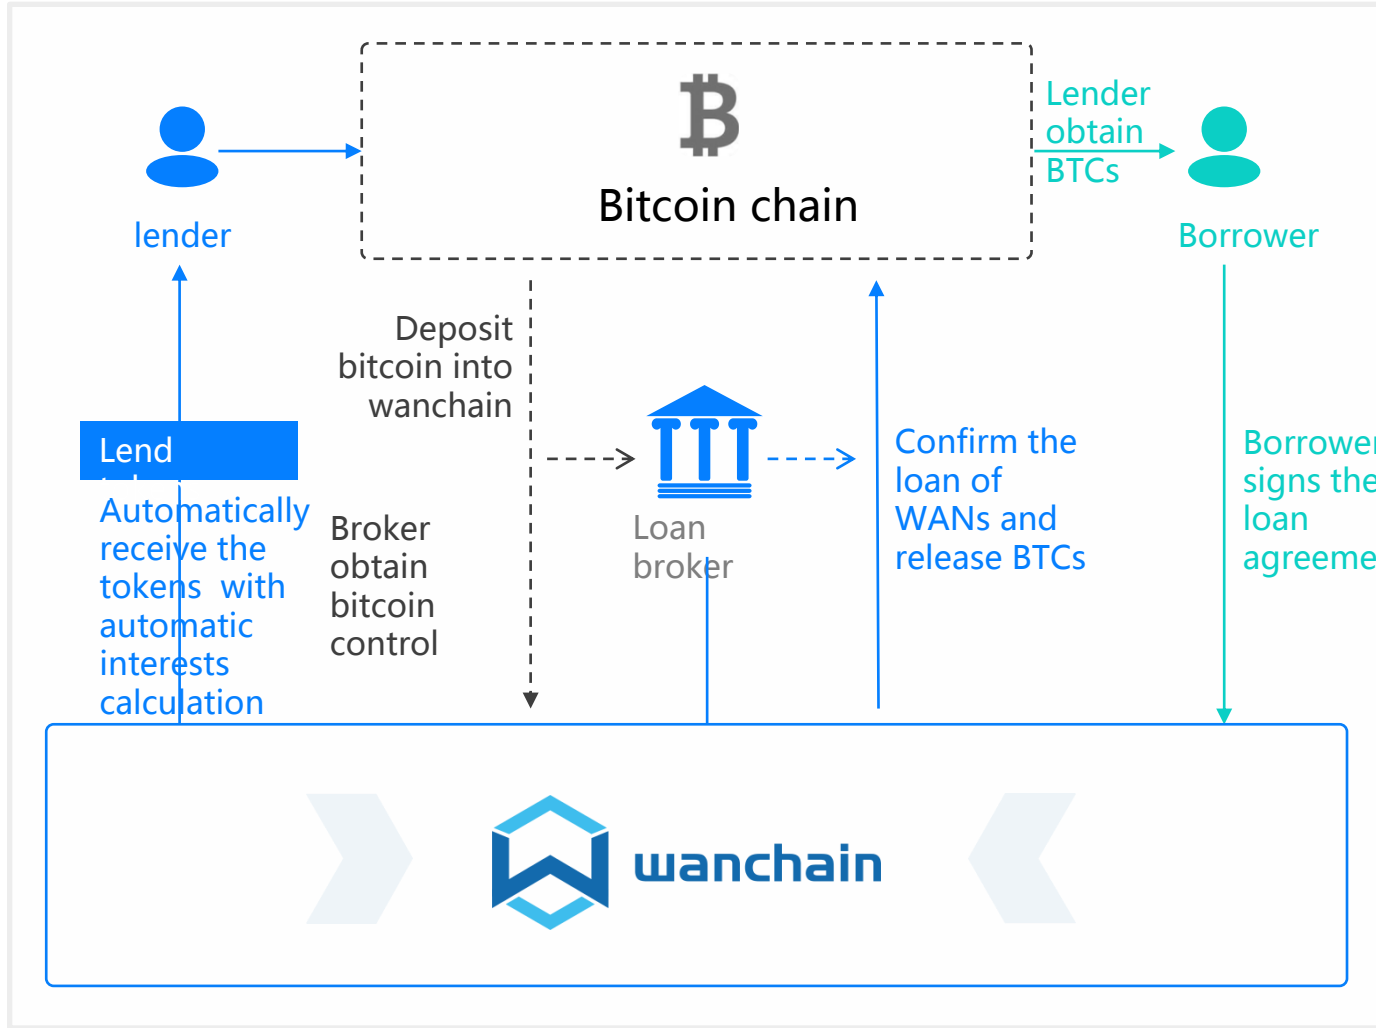 Bitcoin chain
lender
Lender
obtain
BTCs
Borrower
Deposit
bitcoin into
wanchain
Lend
Automatically
receive the
tokens with
automatic
interests
calculation
Broker
obtain
bitcoin
control
Loan
broker
Confirm the
loan of
WANs and
release BTCs
Borrower
signs the
loan
agreeme
wanchain